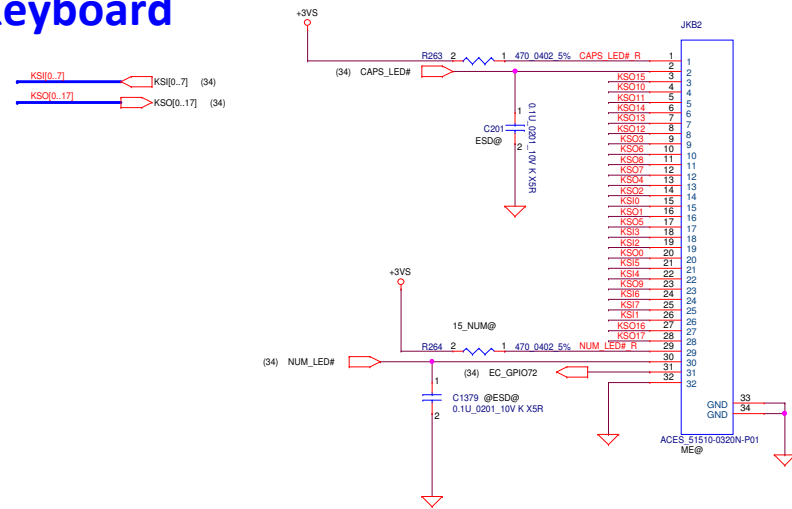 eyboard
+3VS
JKB2
R263 2 1 470_0402_5% CAPS_LED#_R 1 1
(34) CAPS_LED# 2 2
KSI[0..7] KSI[0..7] (34)
KSO[0..17] KSO[0..17] (34)
KSO15 3 3
KSO10 4 4
KSO11 5 5
KSO14 6 6
KSO13 7 7
KSO12 8 8
KSO3 9 9
KSO6 10 10
KSO8 11 11
KSO7 12 12
KSO4 13 13
KSO2 14 14
KSI0 15 15
KSO1 16 16
KSO5 17 17
KSI3 18 18
KSI2 19 19
KSO0 20 20
KSI5 21 21
KSI4 22 22
KSO9 23 23
KSI6 24 24
KSI7 25 25
KSI1 26 26
KSO16 27 27
KSO17 28 28
1
C201
ESD@
2
0.1U_0201_10V K X5R
+3VS
15_NUM@
R264 2 1 470_0402_5% NUM_LED#_R 29 29
(34) NUM_LED# 30 30
(34) EC_GPIO72 31 31
32 32
1
C1379 @ESD@
0.1U_0201_10V K X5R
2
GND 33
GND 34
ACES_51510-0320N-P01
ME@